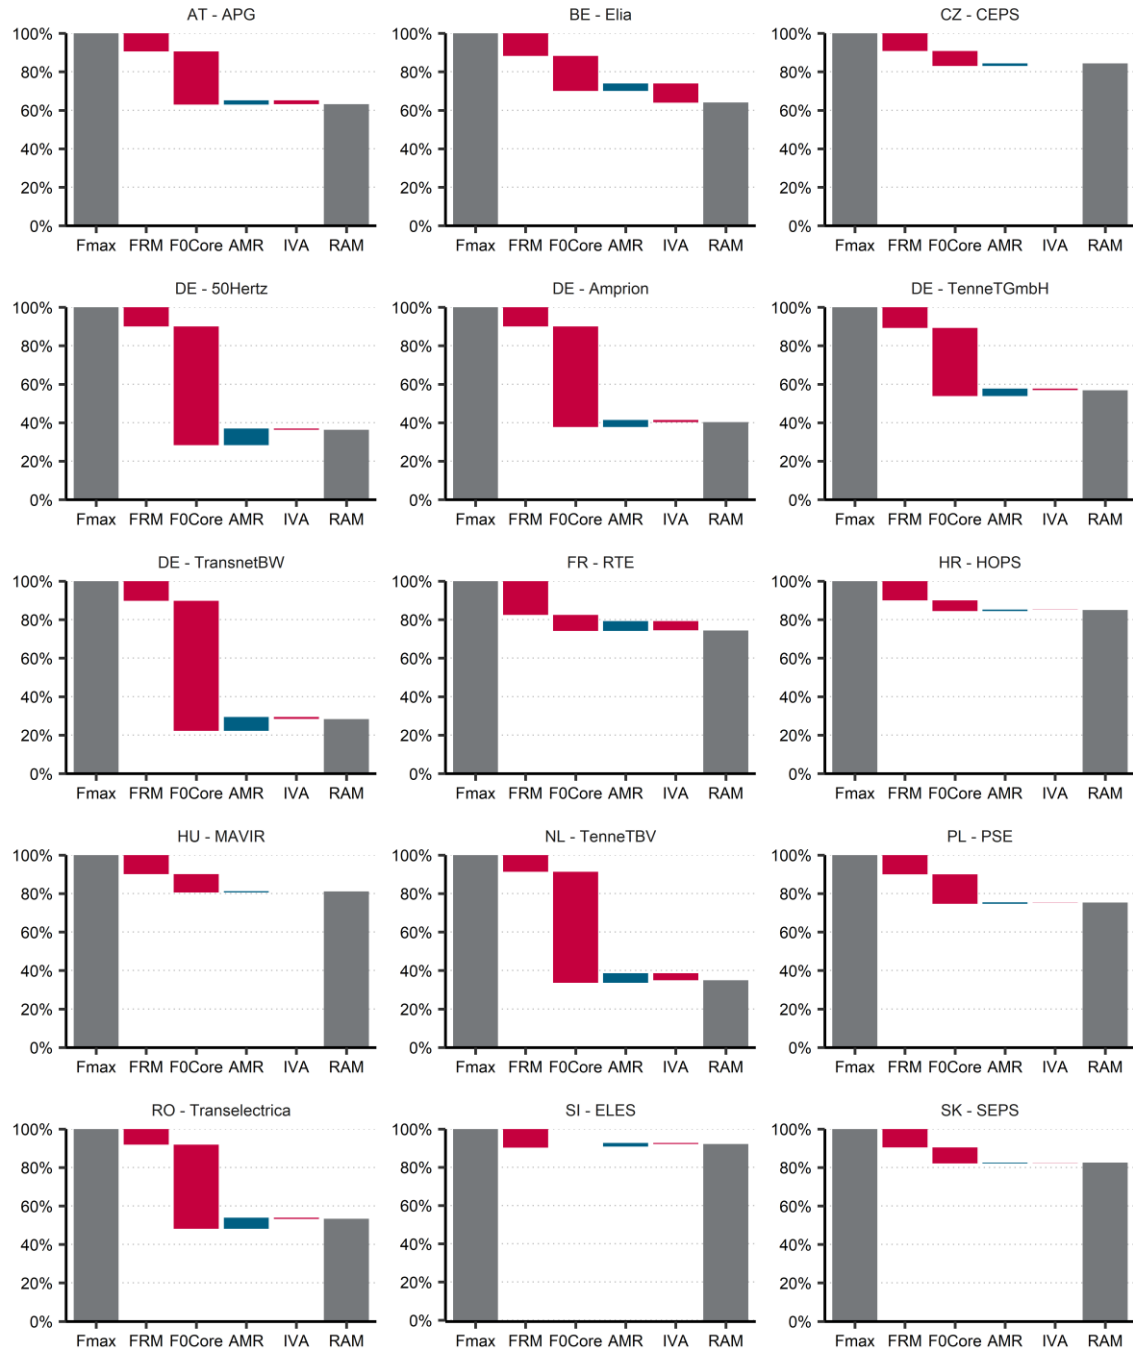 AT - APG BE - Elia CZ - CEPS
100% 100% 100%
80% 80% 80%
60% 60% 60%
40% 40% 40%
20% 20% 20%
0% 0% 0%
Fmax FRM F0Core AMR IVA RAM Fmax FRM F0Core AMR IVA RAM Fmax FRM F0Core AMR IVA RAM
DE - 50Hertz DE - Amprion DE - TenneTGmbH
100% 100% 100%
80% 80% 80%
60% 60% 60%
40% 40% 40%
20% 20% 20%
0% 0% 0%
Fmax FRM F0Core AMR IVA RAM Fmax FRM F0Core AMR IVA RAM Fmax FRM F0Core AMR IVA RAM
DE - TransnetBW FR - RTE HR - HOPS
100% 100% 100%
80% 80% 80%
60% 60% 60%
40% 40% 40%
20% 20% 20%
0% 0% 0%
Fmax FRM F0Core AMR IVA RAM Fmax FRM F0Core AMR IVA RAM Fmax FRM F0Core AMR IVA RAM
HU - MAVIR NL - TenneTBV PL - PSE
100% 100% 100%
80% 80% 80%
60% 60% 60%
40% 40% 40%
20% 20% 20%
0% 0% 0%
Fmax FRM F0Core AMR IVA RAM Fmax FRM F0Core AMR IVA RAM Fmax FRM F0Core AMR IVA RAM
RO - Transelectrica SI - ELES SK - SEPS
100% 100% 100%
80% 80% 80%
60% 60% 60%
40% 40% 40%
20% 20% 20%
0% 0% 0%
Fmax FRM F0Core AMR IVA RAM Fmax FRM F0Core AMR IVA RAM Fmax FRM F0Core AMR IVA RAM